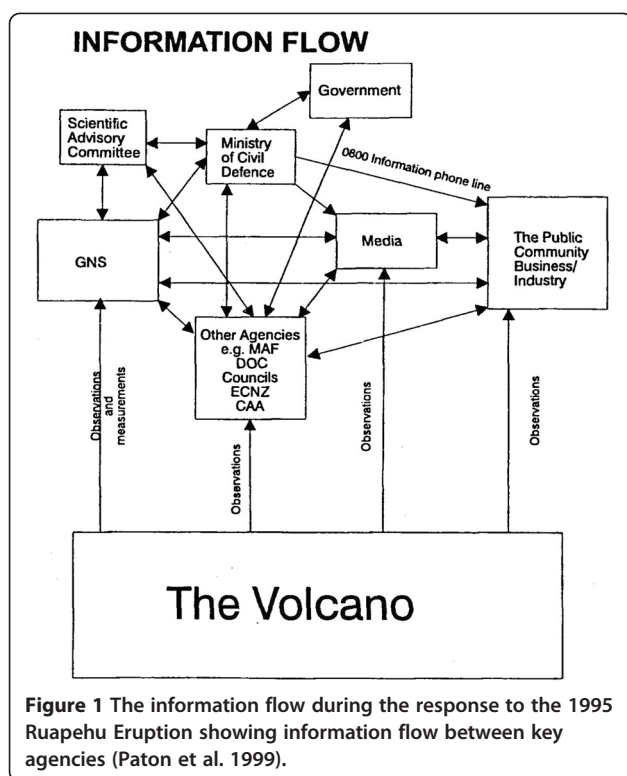 INFORMATION FLOW
Government
Scientific
Advisory
Committee
Ministry
of Civil
Defence
0800 Information phone line
GNS
Media
The Public
Community
Business/
Industry
Other Agencies
e.g. MAF
DOC
Councils
ECNZ
CAA
Observations
and
measurements
Observations
Observations
Observations
The Volcano
Figure 1 The information flow during the response to the 1995
Ruapehu Eruption showing information flow between key
agencies (Paton et al. 1999).